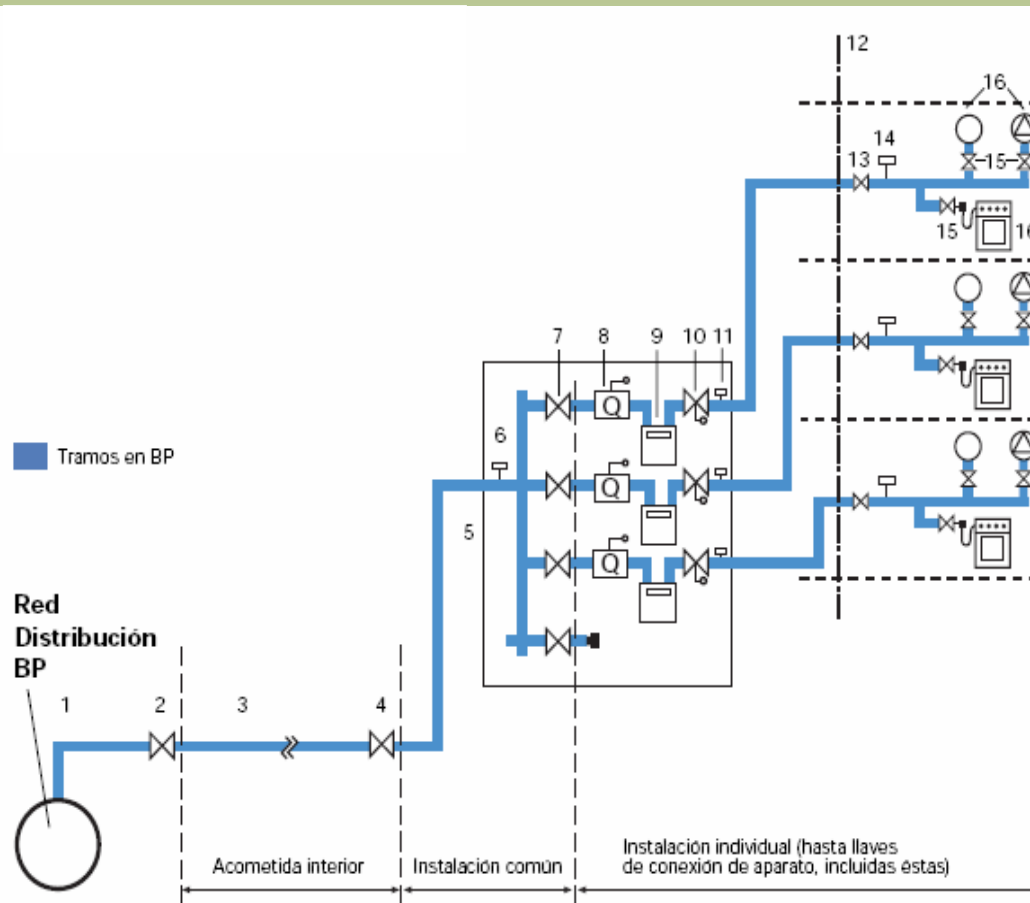 12
16
14
13
15
15
16
7
8
9
10
11
Q
6
Tramos en BP
Q
5
Q
Red
Distribución
BP
1
2
3
4
Acometida interior
Instalación común
Instalación individual (hasta llaves
de conexión de aparato, incluidas éstas)